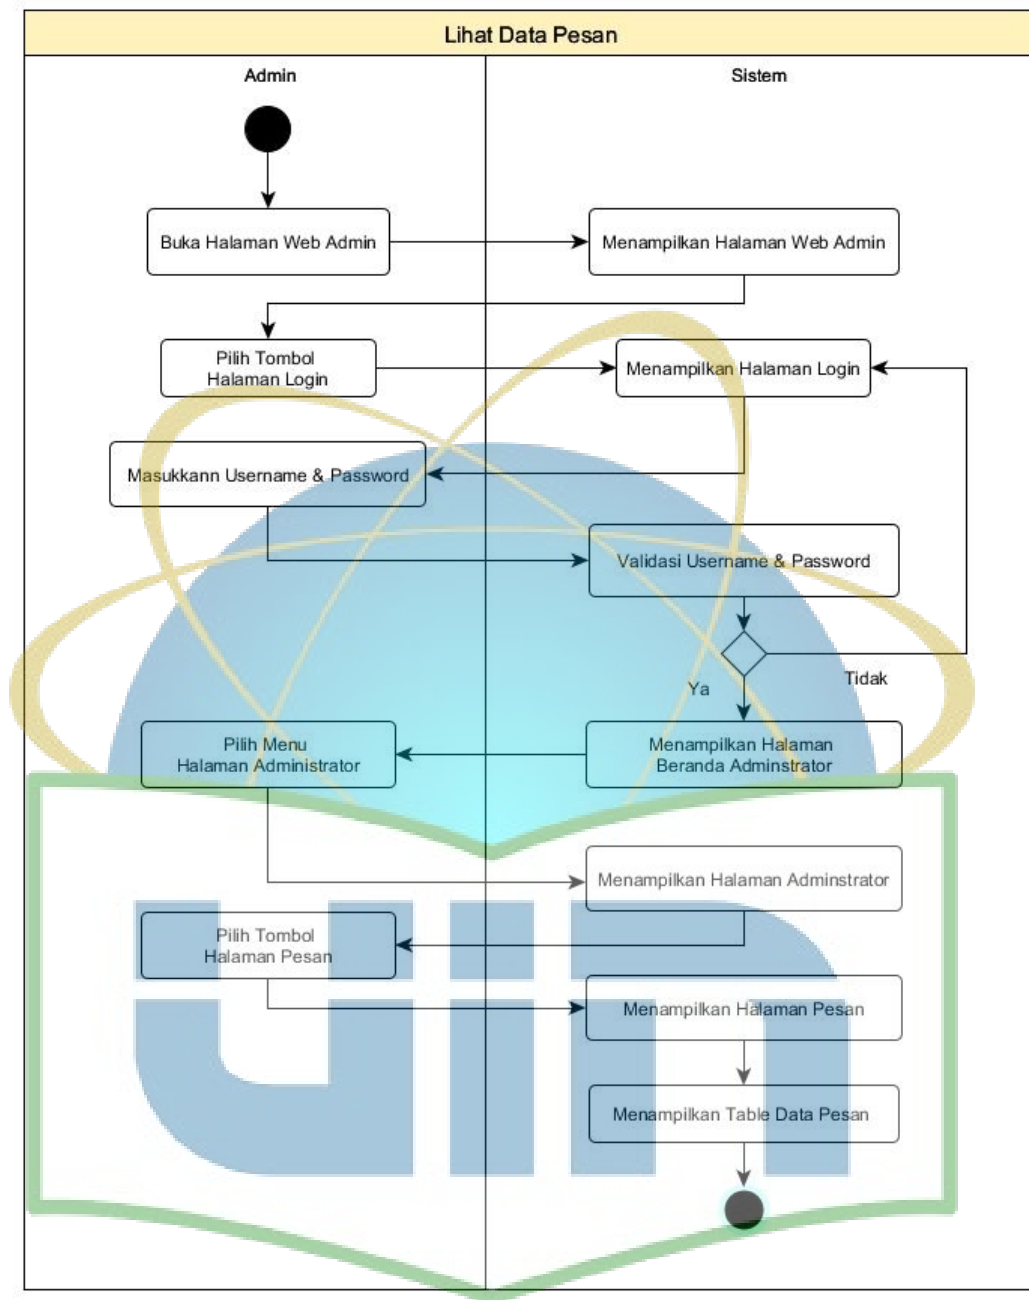 Lihat Data Pesan
Admin
Sistem
Buka Halaman Web Admin
Menampilkan Halaman Web Admin
Pilih Tombol
Halaman Login
Menampilkan Halaman Login
Masukkann Username & Password
Validasi Username & Password
Tidak
Ya
Pilih Menu
Halaman Administrator
Menampilkan Halaman
Beranda Adminstrator
Menampilkan Halaman Adminstrator
Pilih Tombol
Halaman Pesan
Menampilkan Halaman Pesan
Menampilkan Table Data Pesan
uin